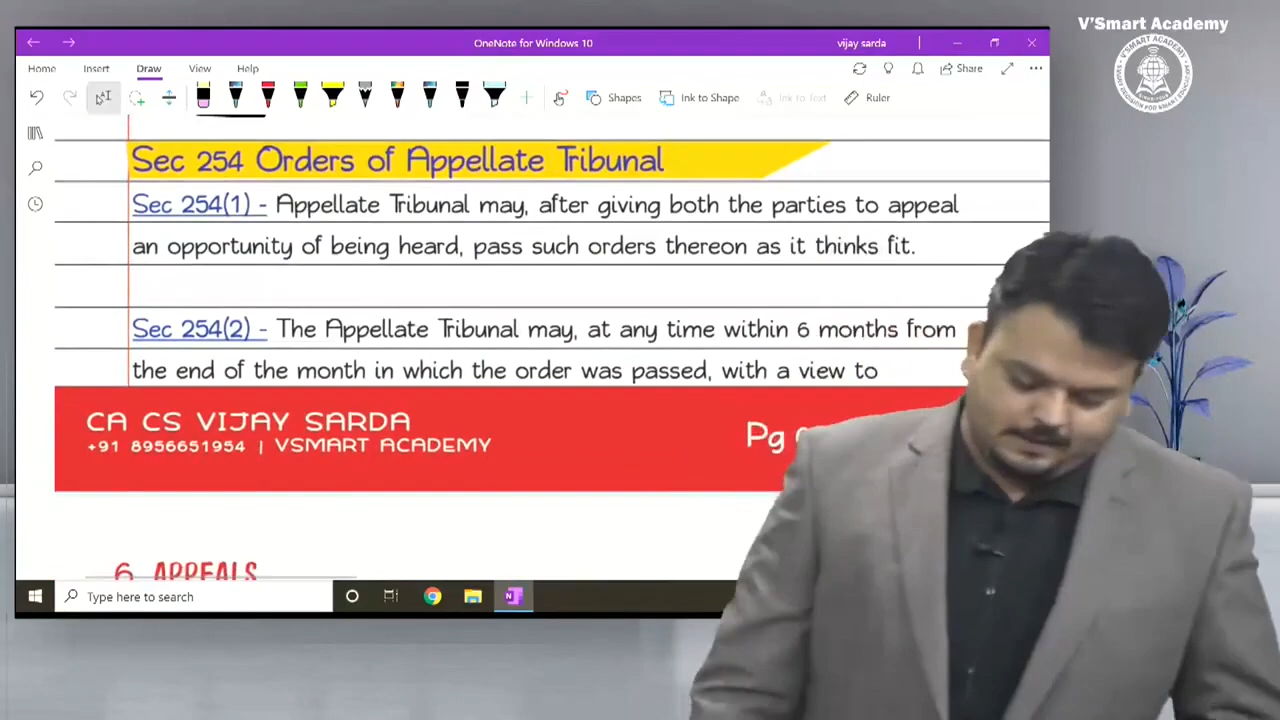 V'Smart Academy
OneNote for Windows 10
vijay sarda
Home Insert Draw View Help
Share
Shapes Ink to Shape Ink to Text Ruler
Sec 254 Orders of Appellate Tribunal
Sec 254(1) - Appellate Tribunal may, after giving both the parties to appeal
an opportunity of being heard, pass such orders thereon as it thinks fit.
Sec 254(2) - The Appellate Tribunal may, at any time within 6 months from
the end of the month in which the order was passed, with a view to
CA CS VIJAY SARDA
+91 8956651954 | VSMART ACADEMY
Pg
6 APPEALS
Type here to search